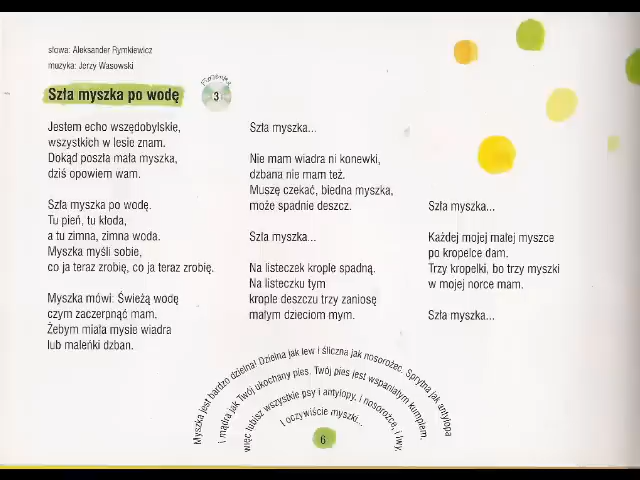 słowa: Aleksander Rymkiewicz
muzyka: Jerzy Wasowski
Szła myszka po wodę
piosenka
3
Jestem echo wszędobylskie,
wszystkich w lesie znam.
Dokąd poszła mała myszka,
dziś opowiem wam.
Szła myszka po wodę.
Tu pień, tu kłoda,
a tu zimna, zimna woda.
Myszka myśli sobie,
co ja teraz zrobię, co ja teraz zrobię.
Myszka mówi: Świeżą wodę
czym zaczerpnąć mam.
Żebym miała mysie wiadra
lub maleńki dzban.
Szła myszka...
Nie mam wiadra ni konewki,
dzbana nie mam też.
Muszę czekać, biedna myszka,
może spadnie deszcz.
Szła myszka...
Na listeczek krople spadną.
Na listeczku tym
krople deszczu trzy zaniosę
małym dzieciom mym.
Szła myszka...
Każdej mojej małej myszce
po kropelce dam.
Trzy kropelki, bo trzy myszki
w mojej norce mam.
Szła myszka...
Myszka jest bardzo dzielna! Dzielna jak lew i śliczna jak nosorożec. Sprytna jak antylopa
i mądra jak Twój ukochany pies. Twój pies jest wspaniałym kumplem,
więc lubisz wszystkie psy i antylopy, i nosorożce, i lwy.
I oczywiście myszki...
6